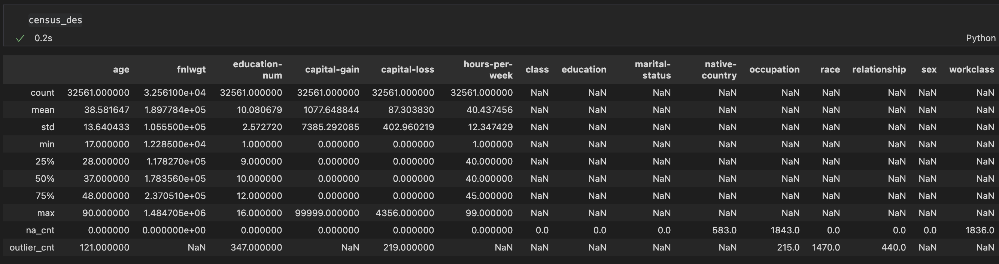 census_des
0.2s
Python
age fnlwgt education-num capital-gain capital-loss hours-per-week class education marital-status native-country occupation race relationship sex workclass
count 32561.000000 3.256100e+04 32561.000000 32561.000000 32561.000000 32561.000000 NaN NaN NaN NaN NaN NaN NaN NaN NaN
mean 38.581647 1.897784e+05 10.080679 1077.648844 87.303830 40.437456 NaN NaN NaN NaN NaN NaN NaN NaN NaN
std 13.640433 1.055500e+05 2.572720 7385.292085 402.960219 12.347429 NaN NaN NaN NaN NaN NaN NaN NaN NaN
min 17.000000 1.228500e+04 1.000000 0.000000 0.000000 1.000000 NaN NaN NaN NaN NaN NaN NaN NaN NaN
25% 28.000000 1.178270e+05 9.000000 0.000000 0.000000 40.000000 NaN NaN NaN NaN NaN NaN NaN NaN NaN
50% 37.000000 1.783560e+05 10.000000 0.000000 0.000000 40.000000 NaN NaN NaN NaN NaN NaN NaN NaN NaN
75% 48.000000 2.370510e+05 12.000000 0.000000 0.000000 45.000000 NaN NaN NaN NaN NaN NaN NaN NaN NaN
max 90.000000 1.484705e+06 16.000000 99999.000000 4356.000000 99.000000 NaN NaN NaN NaN NaN NaN NaN NaN NaN
na_cnt 0.000000 0.000000e+00 0.000000 0.000000 0.000000 0.000000 0.0 0.0 0.0 583.0 1843.0 0.0 0.0 0.0 1836.0
outlier_cnt 121.000000 NaN 347.000000 NaN 219.000000 NaN NaN NaN NaN NaN 215.0 1470.0 440.0 NaN NaN